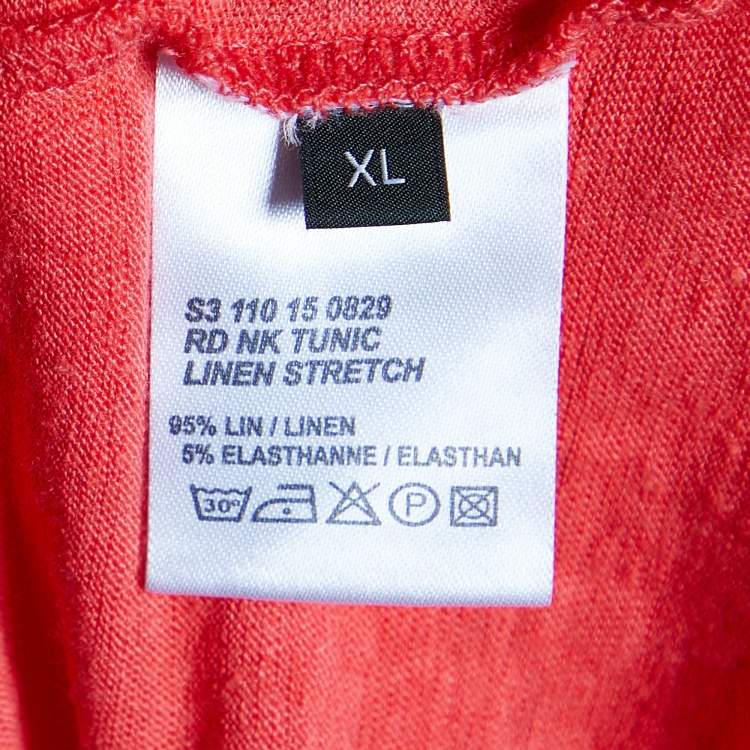 XL
S3 110 15 0829
RD NK TUNIC
LINEN STRETCH
95% LIN / LINEN
5% ELASTHANNE / ELASTHAN
30°
P